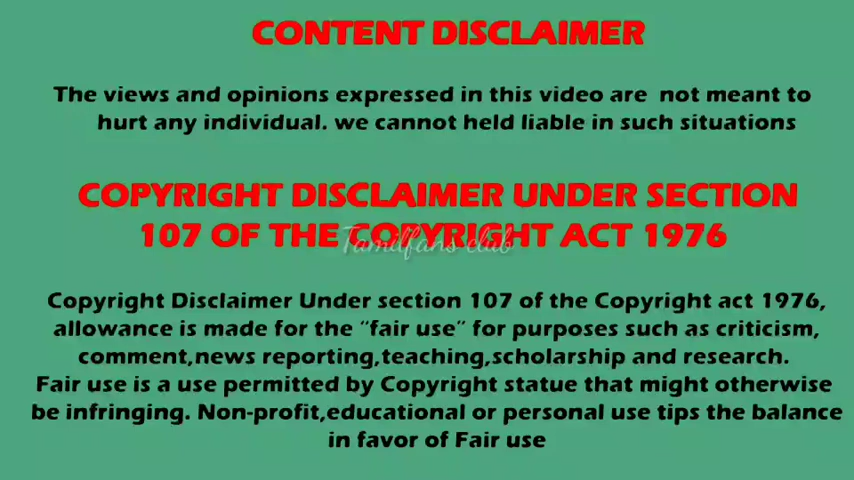 CONTENT DISCLAIMER
The views and opinions expressed in this video are not meant to
hurt any individual. we cannot held liable in such situations
COPYRIGHT DISCLAIMER UNDER SECTION
107 OF THE COPYRIGHT ACT 1976
Tamilfans club
Copyright Disclaimer Under section 107 of the Copyright act 1976,
allowance is made for the "fair use" for purposes such as criticism,
comment,news reporting,teaching,scholarship and research.
Fair use is a use permitted by Copyright statue that might otherwise
be infringing. Non-profit,educational or personal use tips the balance
in favor of Fair use